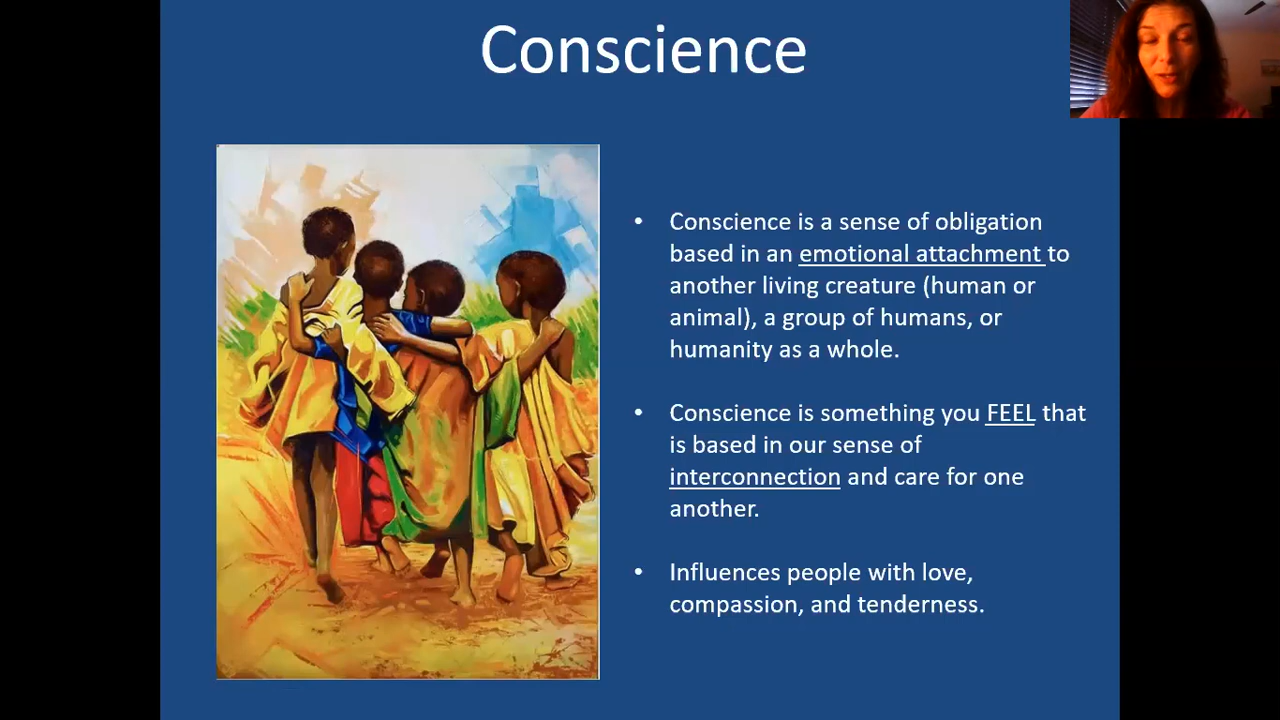 Conscience
• Conscience is a sense of obligation
based in an emotional attachment to
another living creature (human or
animal), a group of humans, or
humanity as a whole.
• Conscience is something you FEEL that
is based in our sense of
interconnection and care for one
another.
• Influences people with love,
compassion, and tenderness.